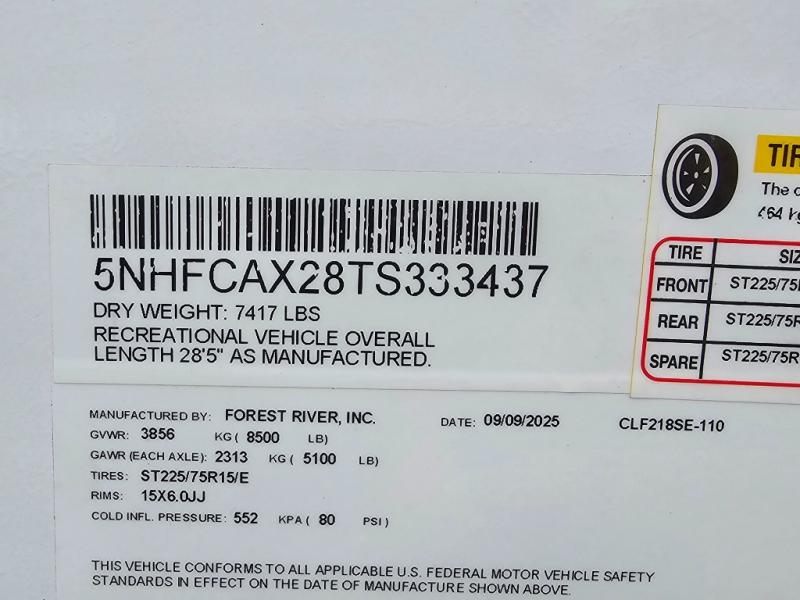 5NHFCAX28TS333437
DRY WEIGHT: 7417 LBS
RECREATIONAL VEHICLE OVERALL
LENGTH 28'5" AS MANUFACTURED.
TIR
The c
464 kg
TIRE SIZ
FRONT ST225/75
REAR ST225/75R
SPARE ST225/75R
MANUFACTURED BY: FOREST RIVER, INC. DATE: 09/09/2025 CLF218SE-110
GVWR: 3856 KG ( 8500 LB)
GAWR (EACH AXLE): 2313 KG ( 5100 LB)
TIRES: ST225/75R15/E
RIMS: 15X6.0JJ
COLD INFL. PRESSURE: 552 KPA ( 80 PSI )
THIS VEHICLE CONFORMS TO ALL APPLICABLE U.S. FEDERAL MOTOR VEHICLE SAFETY
STANDARDS IN EFFECT ON THE DATE OF MANUFACTURE SHOWN ABOVE.